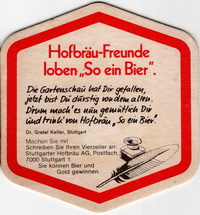 Hofbräu-Freunde
loben „So ein Bier”.
Die Gartenschau hat Dir gefallen,
jetzt bist Du durstig von dem allen.
Drum mach's nun gemütlich Dir
und trink' von Hofbräu „So ein Bier”.
Dr. Gretel Keller, Stuttgart
Machen Sie mit.
Schreiben Sie Ihren Vierzeiler an:
Stuttgarter Hofbräu AG, Postfach,
7000 Stuttgart 1
Sie können Bier und
Gold gewinnen.